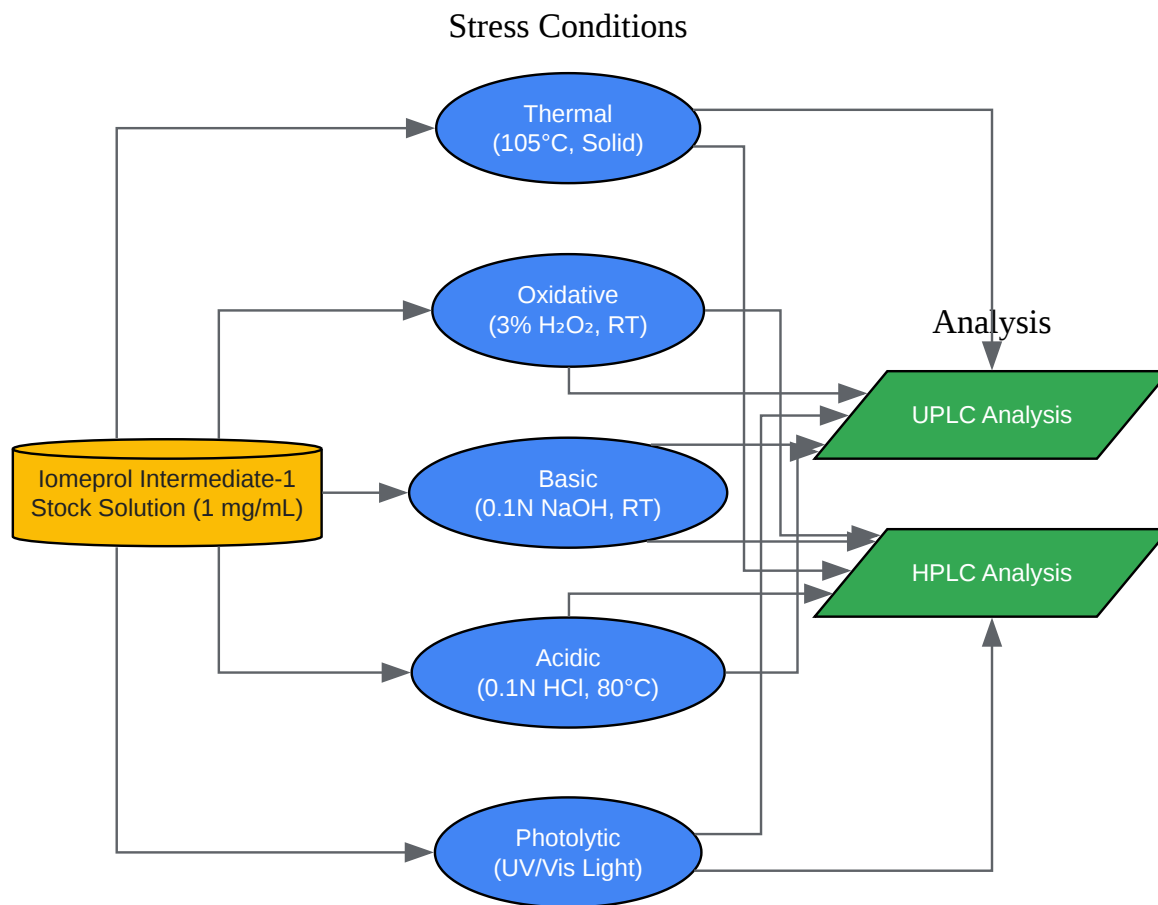 Stress Conditions
Thermal
(105°C, Solid)
Oxidative
(3% H₂O₂, RT)
Analysis
UPLC Analysis
Iomeprol Intermediate-1
Stock Solution (1 mg/mL)
Basic
(0.1N NaOH, RT)
HPLC Analysis
Acidic
(0.1N HCl, 80°C)
Photolytic
(UV/Vis Light)